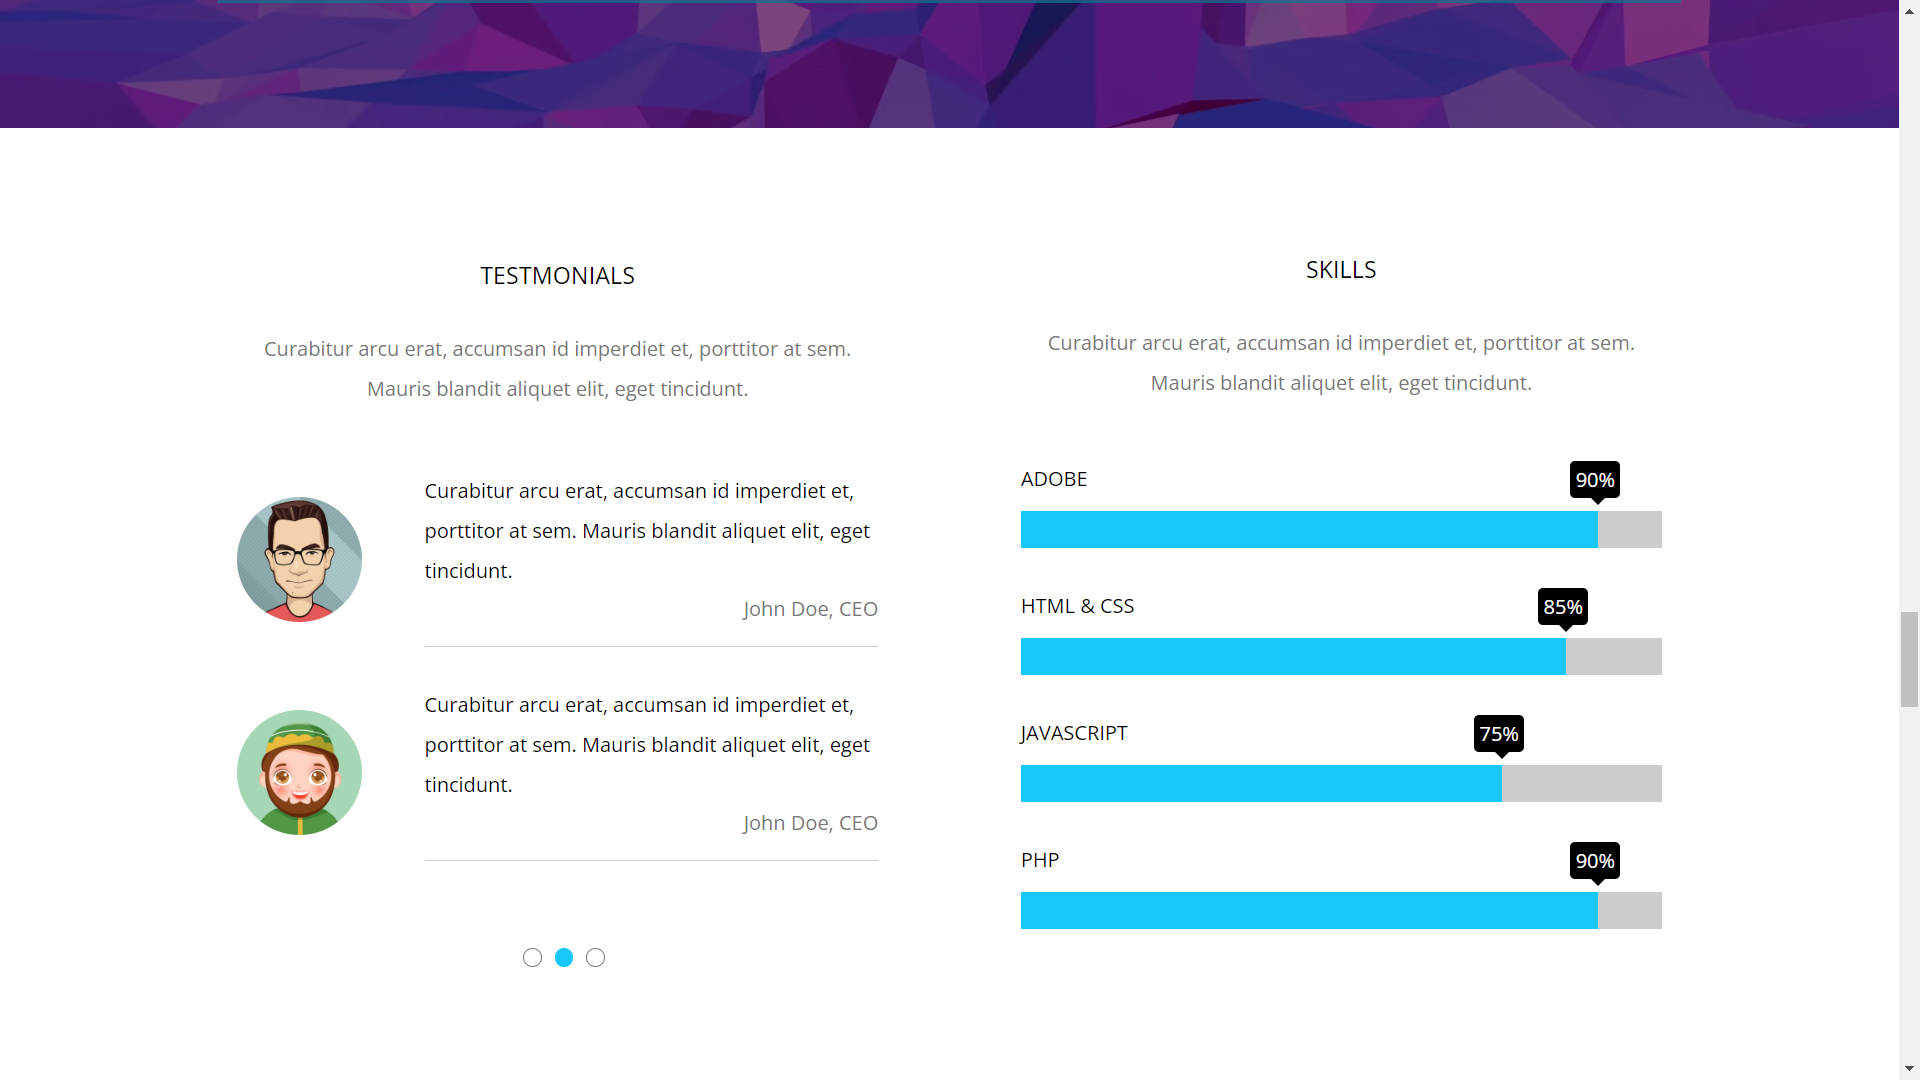 TESTMONIALS
Curabitur arcu erat, accumsan id imperdiet et, porttitor at sem.
Mauris blandit aliquet elit, eget tincidunt.
Curabitur arcu erat, accumsan id imperdiet et,
porttitor at sem. Mauris blandit aliquet elit, eget
tincidunt.
John Doe, CEO
Curabitur arcu erat, accumsan id imperdiet et,
porttitor at sem. Mauris blandit aliquet elit, eget
tincidunt.
John Doe, CEO
SKILLS
Curabitur arcu erat, accumsan id imperdiet et, porttitor at sem.
Mauris blandit aliquet elit, eget tincidunt.
ADOBE 90%
HTML & CSS 85%
JAVASCRIPT 75%
PHP 90%